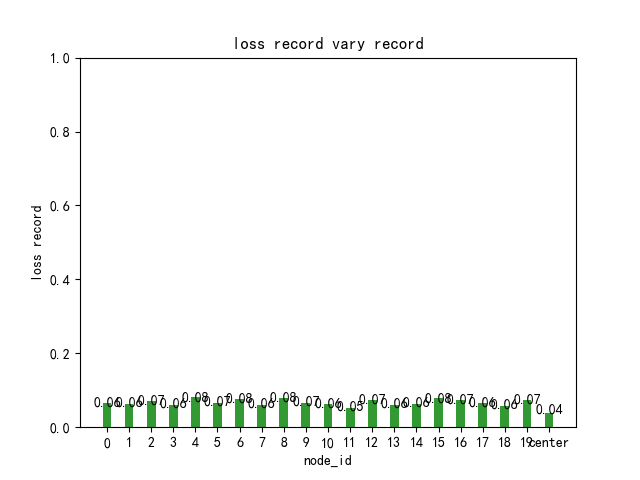 loss record vary record
1.0
0.8
0.6
0.4
0.2
0.0
loss record
0.06 0.06 0.07 0.06 0.08 0.07 0.08 0.06 0.08 0.07 0.06 0.05 0.07 0.06 0.06 0.08 0.07 0.06 0.06 0.07 0.04
0 1 2 3 4 5 6 7 8 9 10 11 12 13 14 15 16 17 18 19 center
node_id